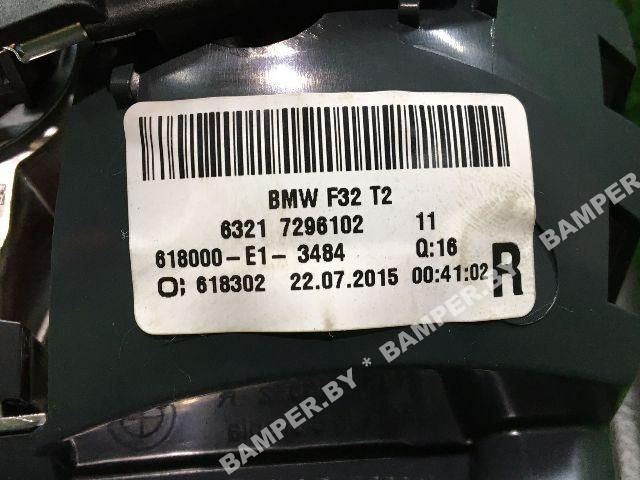 BMW F32 T2
6321 7296102 11
618000-E1- 3484 Q:16
O; 618302 22.07.2015 00:41:02 R
BAMPER.BY * BAMPER.BY * BAMPER.BY